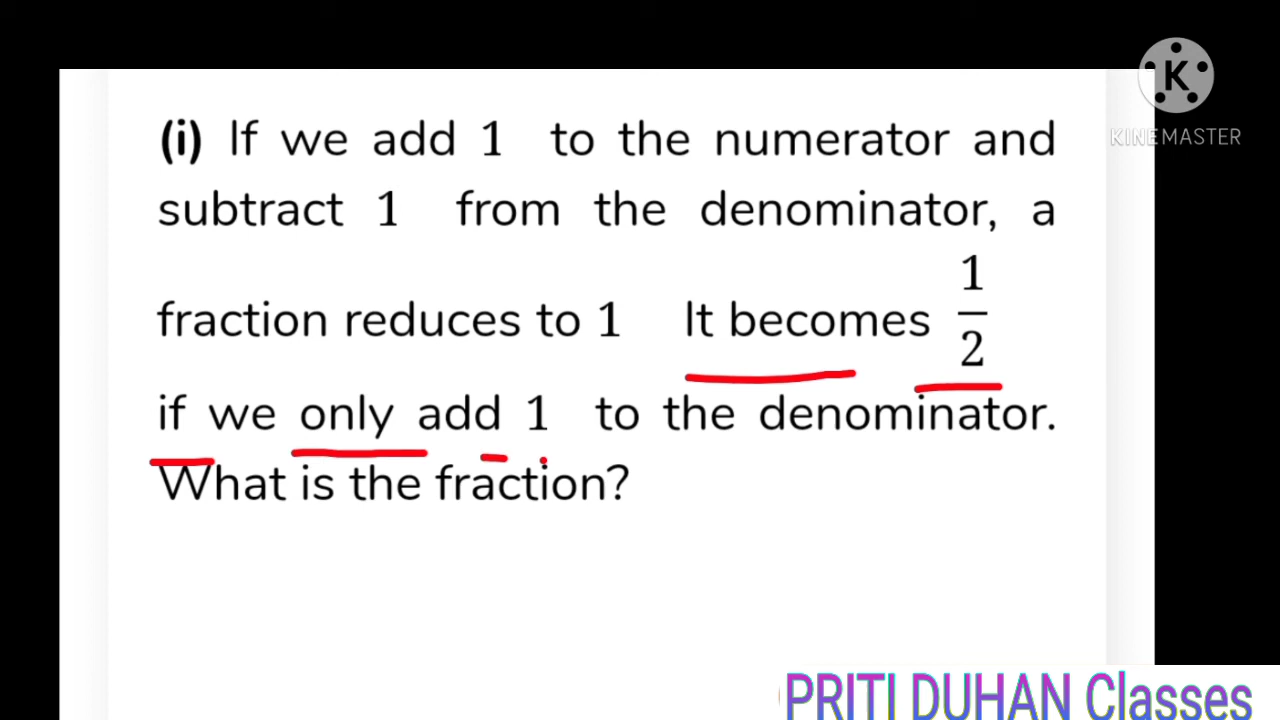 K
KINEMASTER
(i) If we add 1 to the numerator and
subtract 1 from the denominator, a
fraction reduces to 1 It becomes 1/2
if we only add 1 to the denominator.
What is the fraction?
PRITI DUHAN Classes